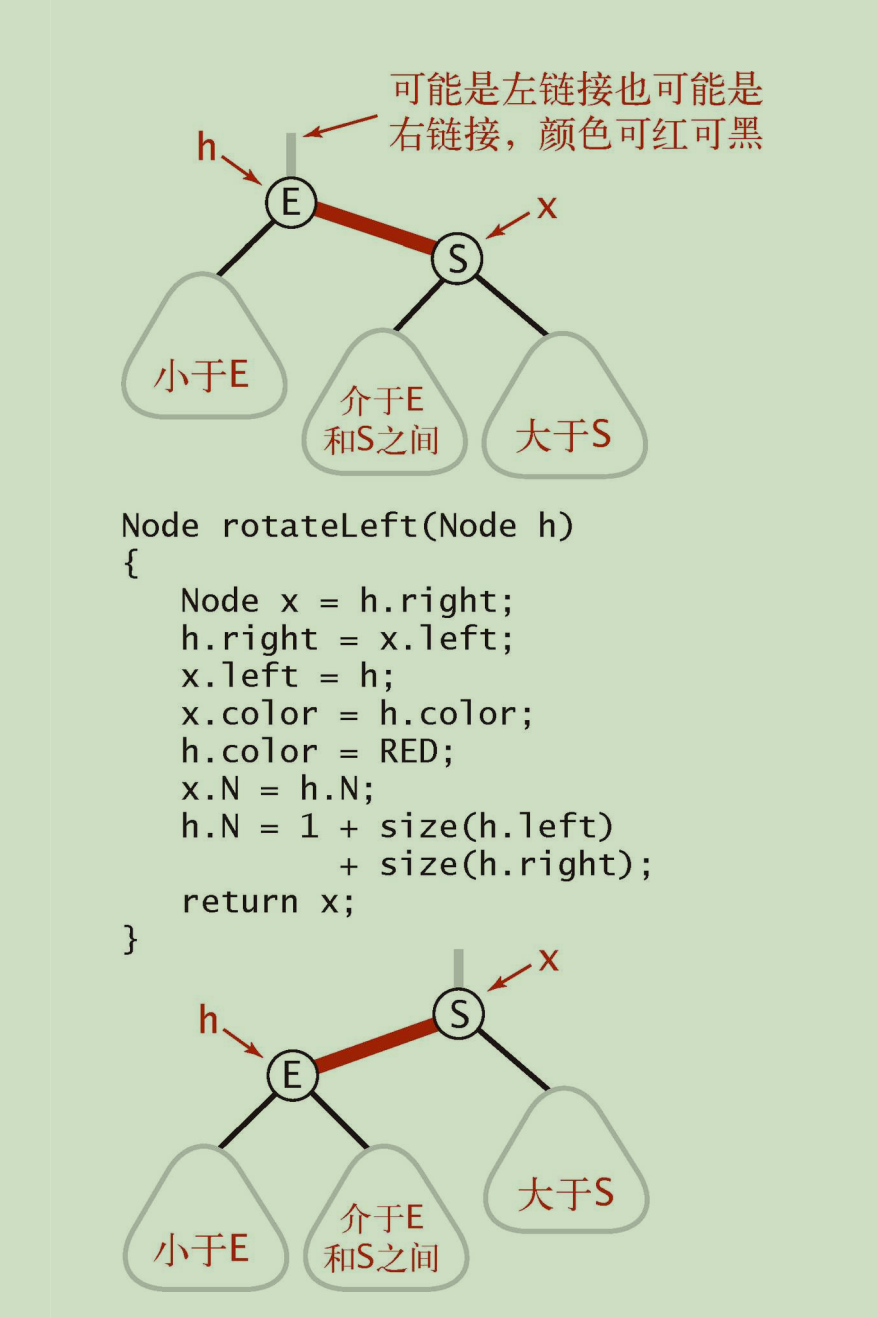 可能是左链接也可能是
右链接，颜色可红可黑
h
E
x
S
小于E
介于E
和S之间
大于S
Node rotateLeft(Node h)
{
   Node x = h.right;
   h.right = x.left;
   x.left = h;
   x.color = h.color;
   h.color = RED;
   x.N = h.N;
   h.N = 1 + size(h.left)
           + size(h.right);
   return x;
}
x
S
h
E
大于S
小于E
介于E
和S之间